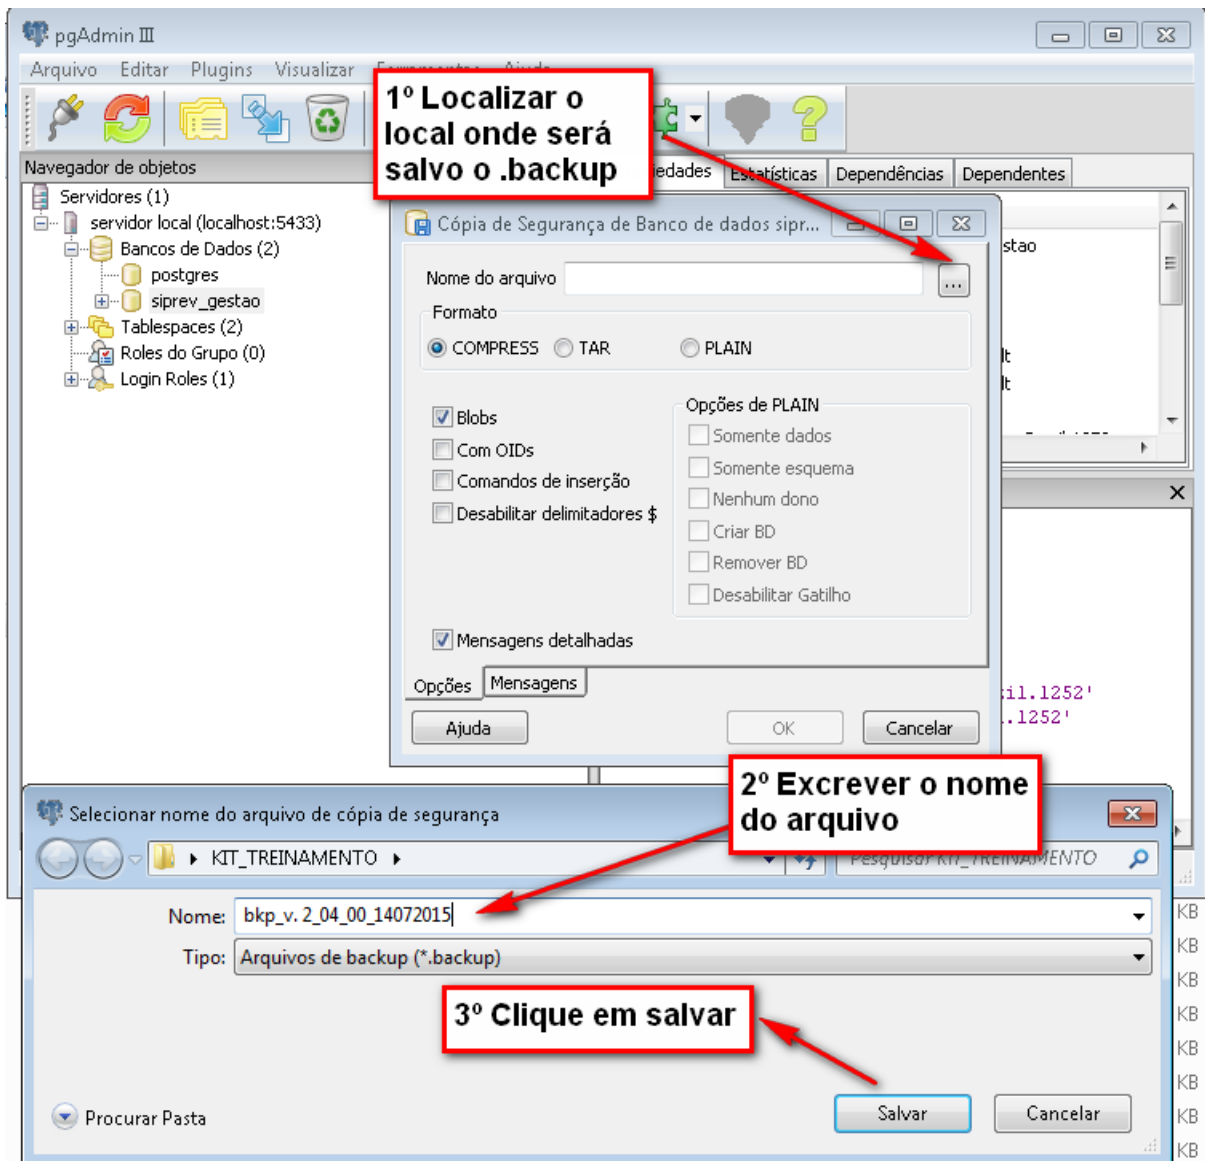 pgAdmin III
Arquivo Editar Plugins Visualizar
1º Localizar o
local onde será
salvo o .backup
Navegador de objetos
Estatísticas Dependências Dependentes
Servidores (1)
servidor local (localhost:5433)
Bancos de Dados (2)
postgres
siprev_gestao
Tablespaces (2)
Roles do Grupo (0)
Login Roles (1)
Cópia de Segurança de Banco de dados sipr...
stao
Nome do arquivo
...
Formato
COMPRESS TAR PLAIN
lt
lt
Blobs
Com OIDs
Comandos de inserção
Desabilitar delimitadores $
Opções de PLAIN
Somente dados
Somente esquema
Nenhum dono
Criar BD
Remover BD
Desabilitar Gatilho
Mensagens detalhadas
Opções Mensagens
Ajuda OK Cancelar
il.1252'
.1252'
2º Excrever o nome
do arquivo
Selecionar nome do arquivo de cópia de segurança
KIT_TREINAMENTO
Pesquisar KIT_TREINAMENTO
Nome: bkp_v. 2_04_00_14072015
Tipo: Arquivos de backup (*.backup)
3º Clique em salvar
Procurar Pasta
Salvar Cancelar
KB
KB
KB
KB
KB
KB
KB
KB